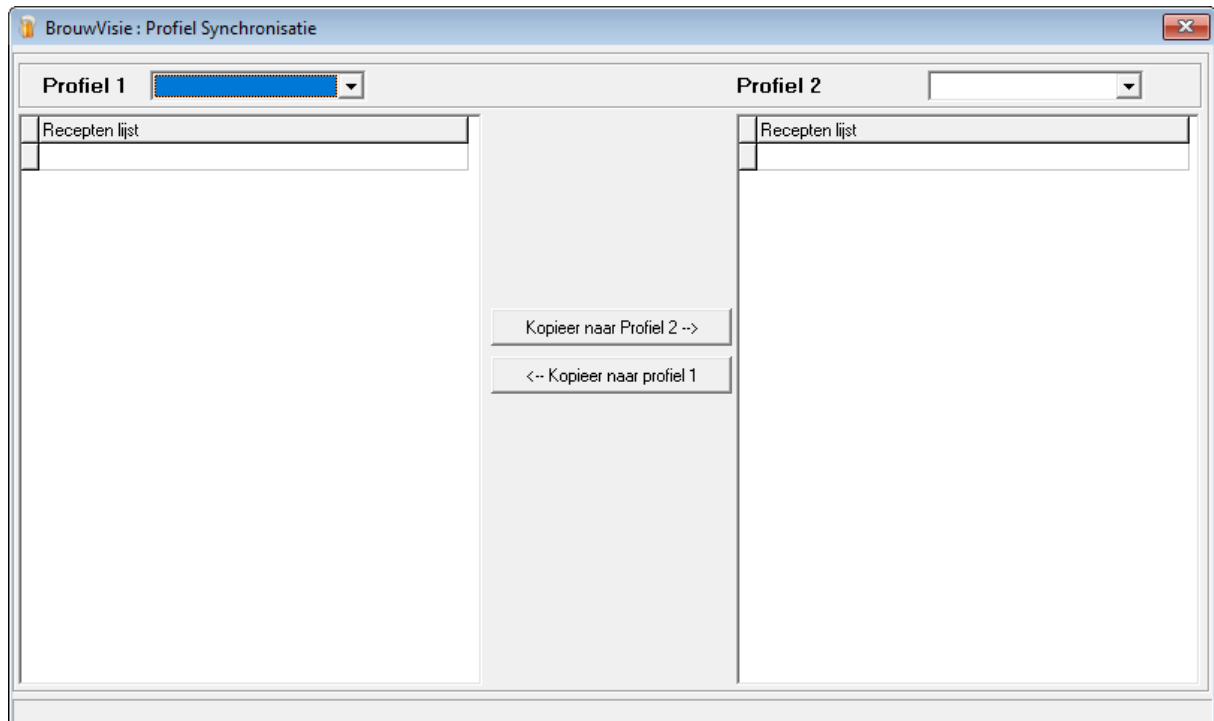 BrouwVisie : Profiel Synchronisatie
Profiel 1
Profiel 2
Recepten lijst
Recepten lijst
Kopieer naar Profiel 2 -->
<-- Kopieer naar profiel 1